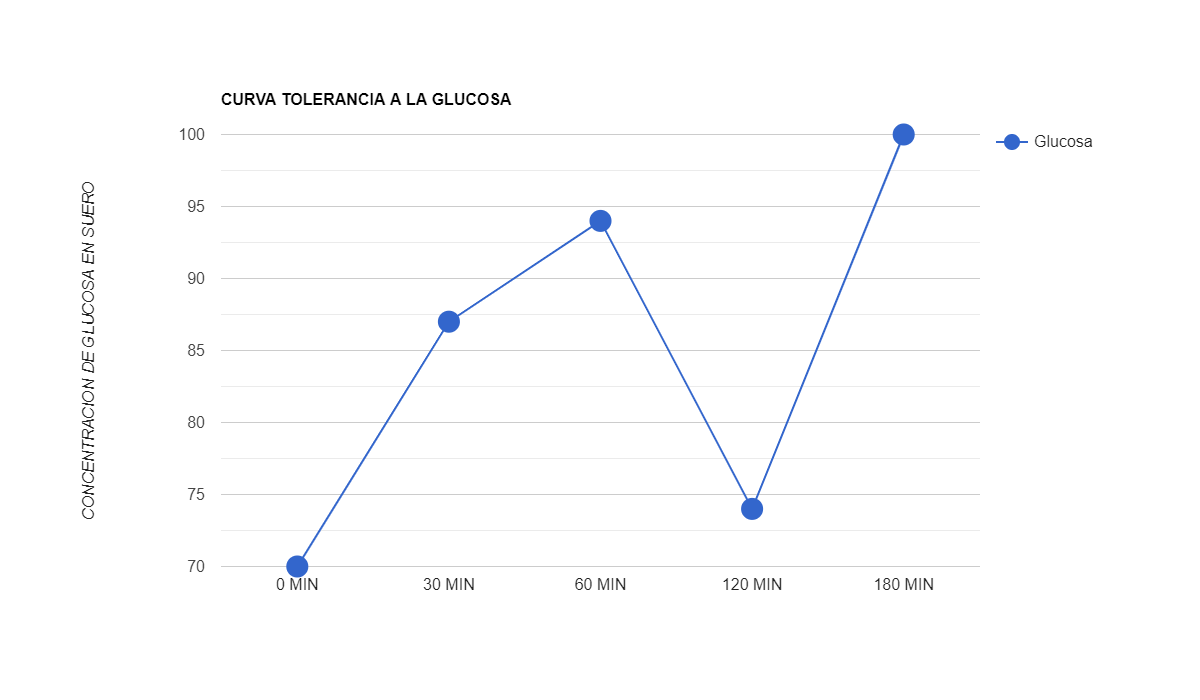 CURVA TOLERANCIA A LA GLUCOSA
CONCENTRACION DE GLUCOSA EN SUERO
100
95
90
85
80
75
70
0 MIN
30 MIN
60 MIN
120 MIN
180 MIN
Glucosa